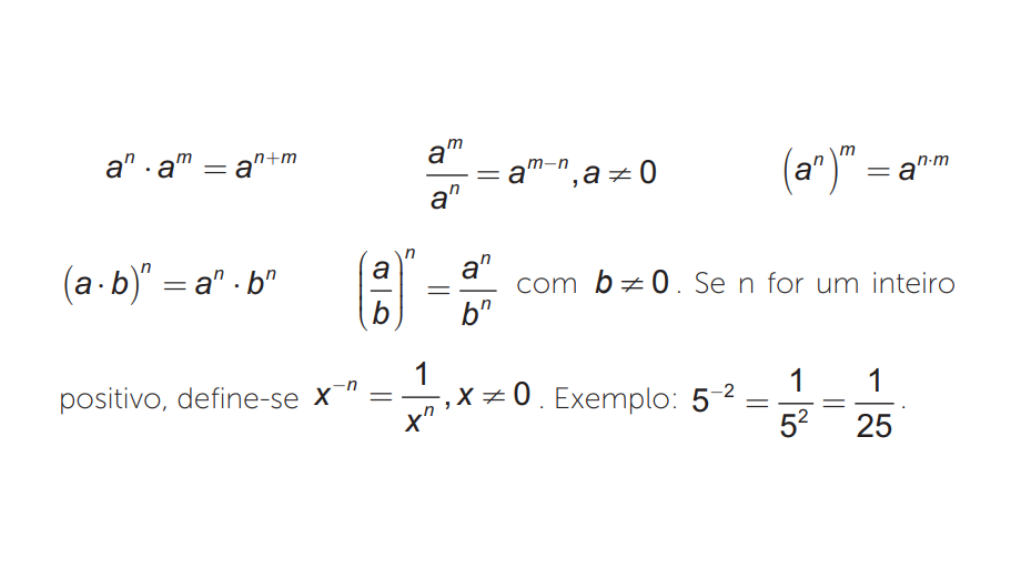 aⁿ · aᵐ = aⁿ⁺ᵐ    aᵐ/aⁿ = aᵐ⁻ⁿ, a ≠ 0    (aⁿ)ᵐ = aⁿ·ᵐ
(a · b)ⁿ = aⁿ · bⁿ    (a/b)ⁿ = aⁿ/bⁿ com b ≠ 0. Se n for um inteiro
positivo, define-se x⁻ⁿ = 1/xⁿ, x ≠ 0. Exemplo: 5⁻² = 1/5² = 1/25.